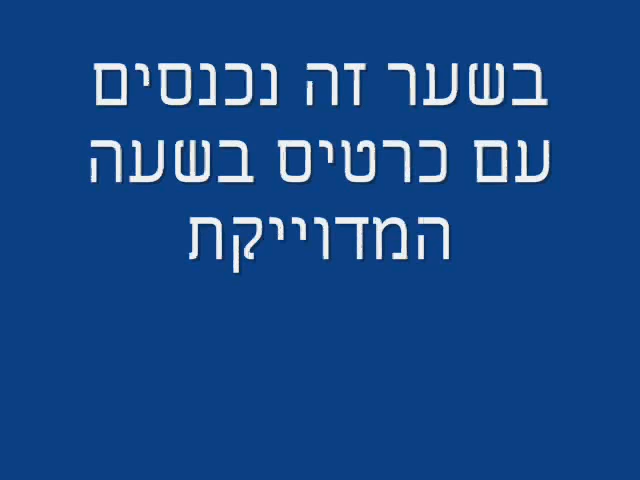 בשער זה נכנסים
עם כרטיס בשעה
המדוייקת